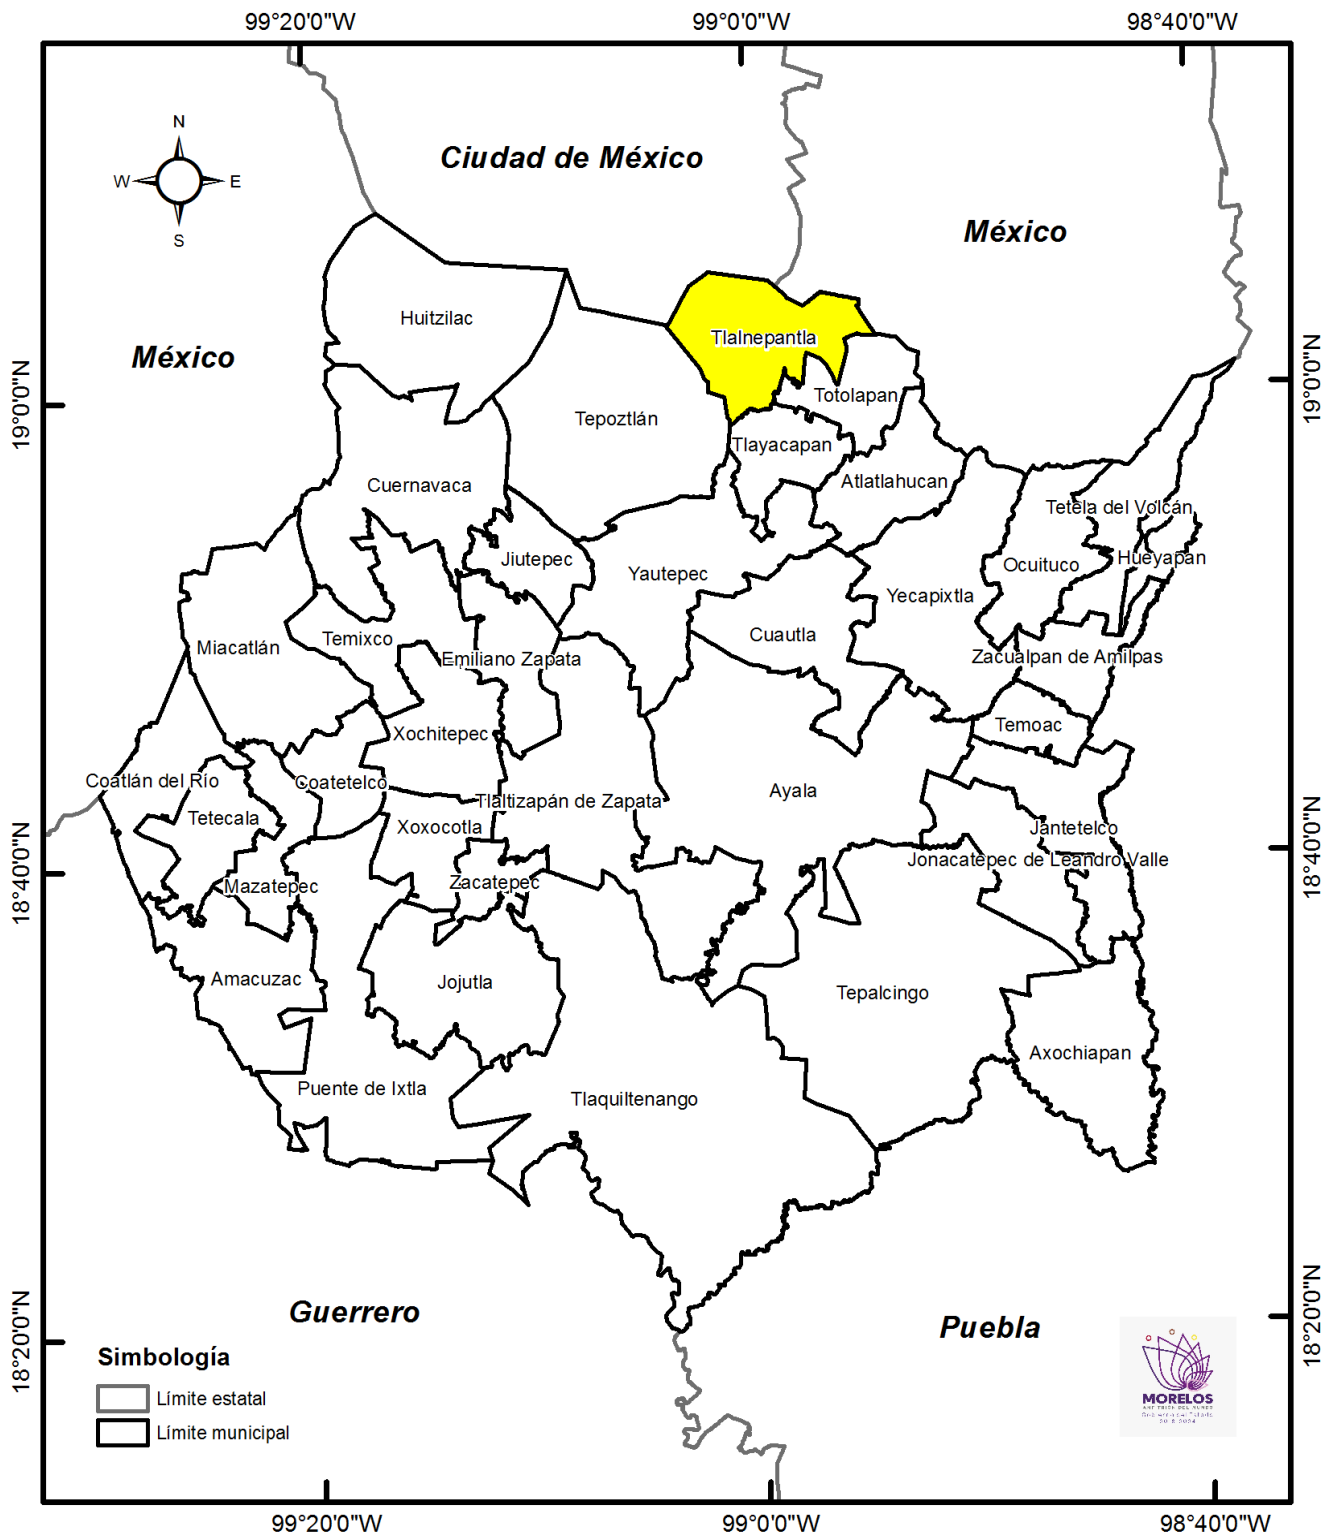 99°20'0"W 99°0'0"W 98°40'0"W
N
W E
S
Ciudad de México
México
México
19°0'0"N
19°0'0"N
Huitzilac
Tlalnepantla
Tepoztlán
Totolapan
Tlayacapan
Atlatlahucan
Cuernavaca
Tetela del Volcán
Jiutepec
Yautepec
Ocuituco
Hueyapan
Yecapixtla
Cuautla
Temixco
Miacatlán
Emiliano Zapata
Zacualpan de Amilpas
Temoac
Xochitepec
Coatlán del Río
Coatetelco
Ayala
Tlaltizapán de Zapata
Tetecala
Xoxocotla
Jantetelco
Jonacatepec de Leandro Valle
18°40'0"N
18°40'0"N
Mazatepec
Zacatepec
Amacuzac
Jojutla
Tepalcingo
Axochiapan
Puente de Ixtla
Tlaquiltenango
Guerrero
Puebla
18°20'0"N
18°20'0"N
Simbología
Límite estatal
Límite municipal
MORELOS
99°20'0"W 99°0'0"W 98°40'0"W